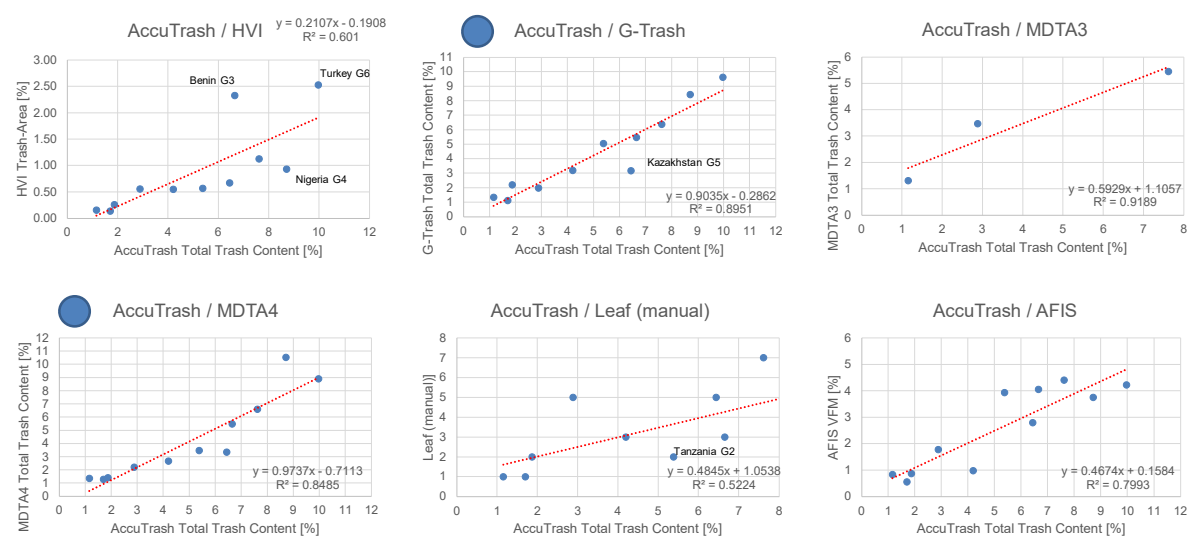 AccuTrash / HVI
y = 0.2107x - 0.1908
R² = 0.601
HVI Trash-Area [%]
3.00
2.50
2.00
1.50
1.00
0.50
0.00
Benin G3
Turkey G6
Nigeria G4
0 2 4 6 8 10 12
AccuTrash Total Trash Content [%]
AccuTrash / G-Trash
G-Trash Total Trash Content [%]
11
10
9
8
7
6
5
4
3
2
1
0
Kazakhstan G5
y = 0.9035x - 0.2862
R² = 0.8951
0 1 2 3 4 5 6 7 8 9 10 11 12
AccuTrash Total Trash Content [%]
AccuTrash / MDTA3
MDTA3 Total Trash Content [%]
6
5
4
3
2
1
0
y = 0.5929x + 1.1057
R² = 0.9189
0 1 2 3 4 5 6 7 8
AccuTrash Total Trash Content [%]
AccuTrash / MDTA4
MDTA4 Total Trash Content [%]
12
11
10
9
8
7
6
5
4
3
2
1
0
y = 0.9737x - 0.7113
R² = 0.8485
0 1 2 3 4 5 6 7 8 9 10 11 12
AccuTrash Total Trash Content [%]
AccuTrash / Leaf (manual)
Leaf (manual)]
8
7
6
5
4
3
2
1
0
Tanzania G2
y = 0.4845x + 1.0538
R² = 0.5224
0 2 4 6 8
AccuTrash Total Trash Content [%]
AccuTrash / AFIS
AFIS VFM [%]
6
5
4
3
2
1
0
y = 0.4674x + 0.1584
R² = 0.7993
0 1 2 3 4 5 6 7 8 9 10 11 12
AccuTrash Total Trash Content [%]